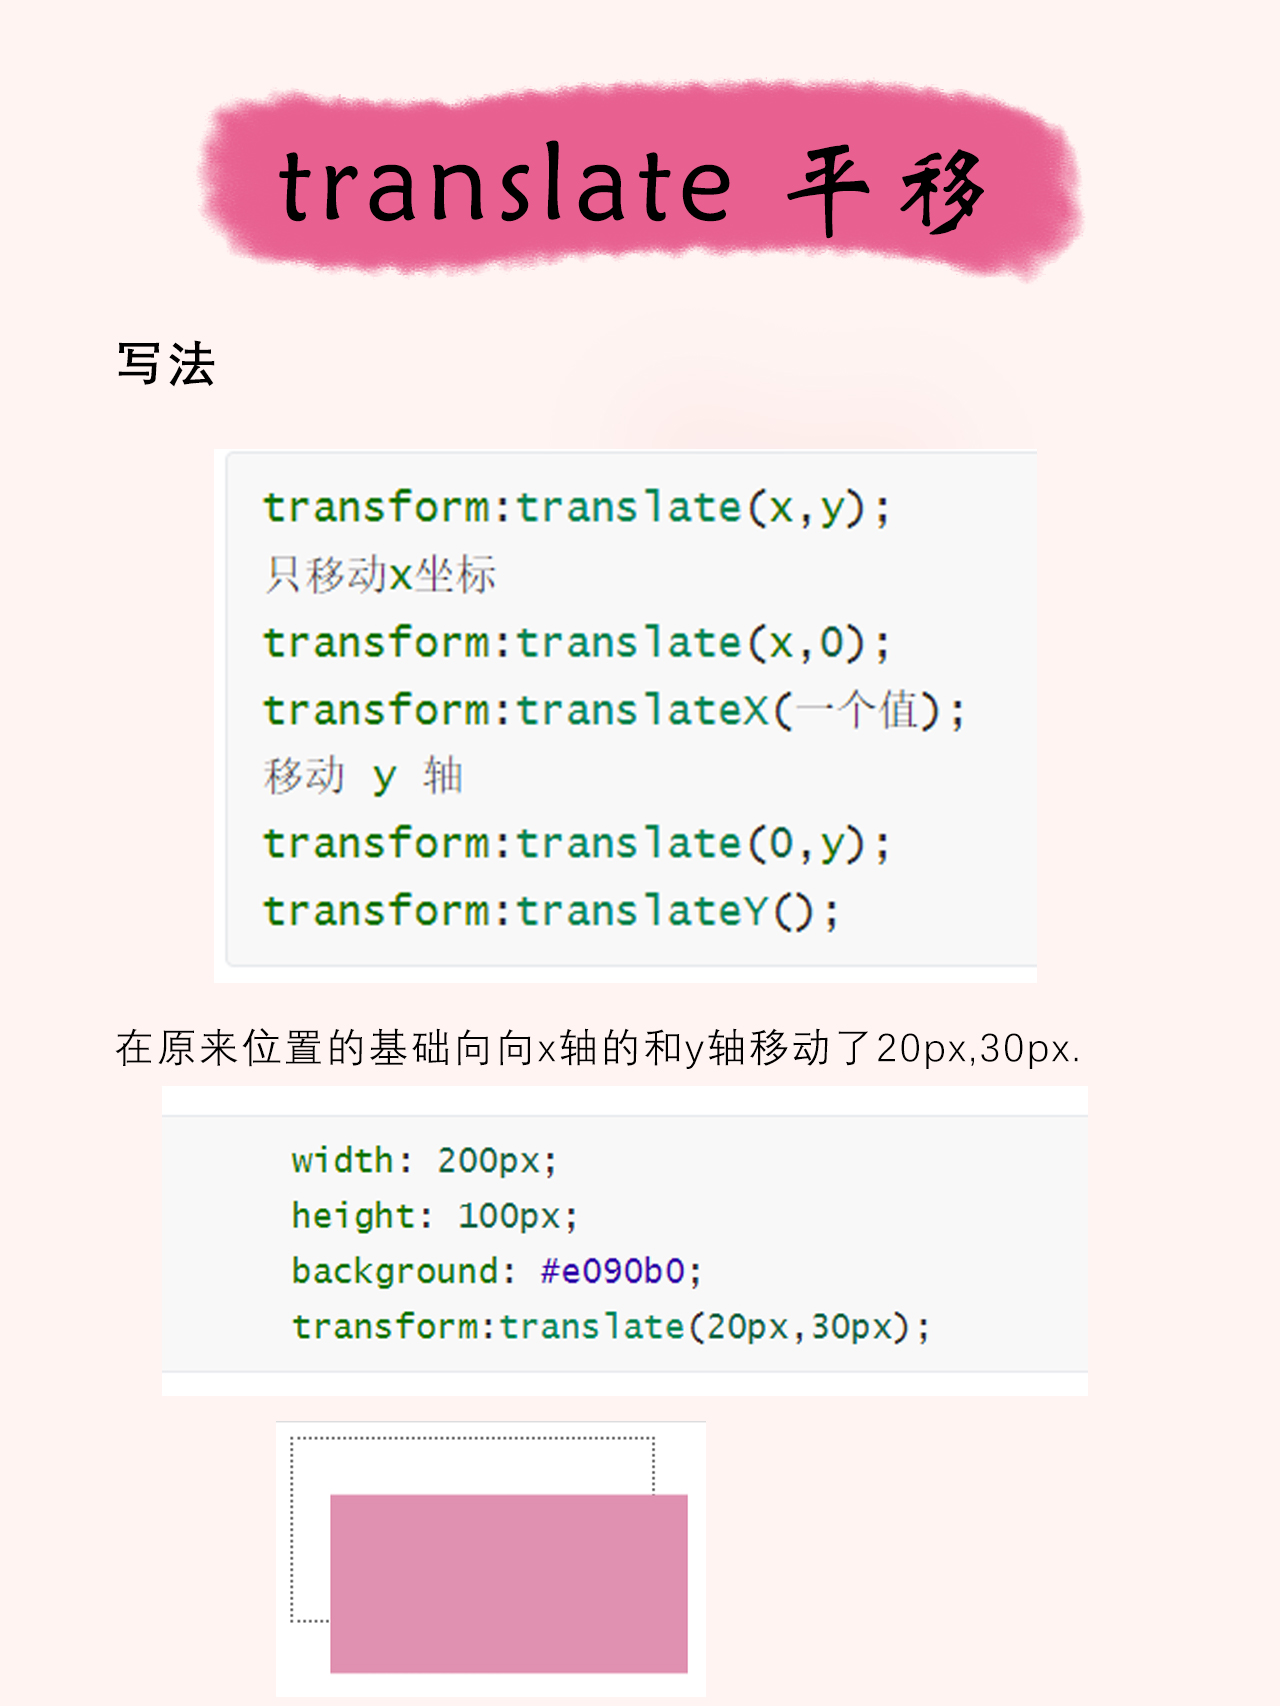 translate 平移
写法
transform:translate(x,y);
只移动x坐标
transform:translate(x,0);
transform:translateX(一个值);
移动 y 轴
transform:translate(0,y);
transform:translateY();
在原来位置的基础向向x轴的和y轴移动了20px,30px.
width: 200px;
height: 100px;
background: #e090b0;
transform:translate(20px,30px);